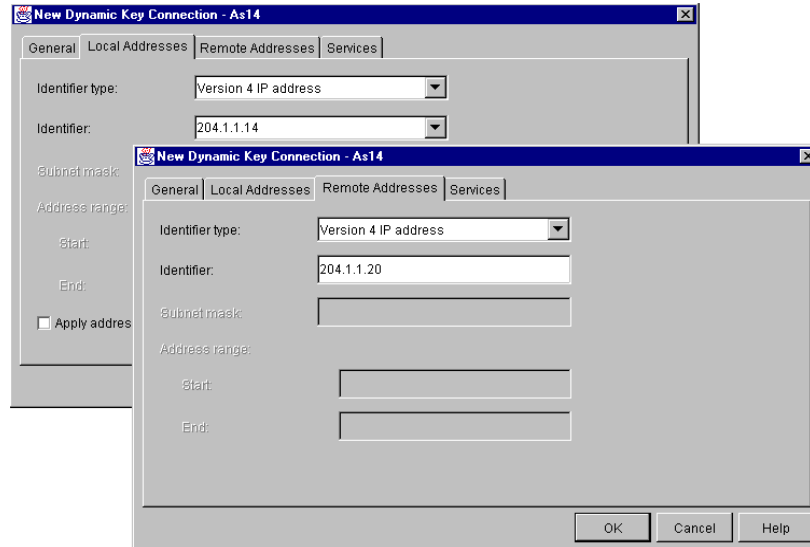 New Dynamic Key Connection - As14
General Local Addresses Remote Addresses Services
Identifier type: Version 4 IP address
Identifier: 204.1.1.14
Subnet mask:
Address range:
Start:
End:
Apply addres
New Dynamic Key Connection - As14
General Local Addresses Remote Addresses Services
Identifier type: Version 4 IP address
Identifier: 204.1.1.20
Subnet mask:
Address range:
Start:
End:
OK Cancel Help